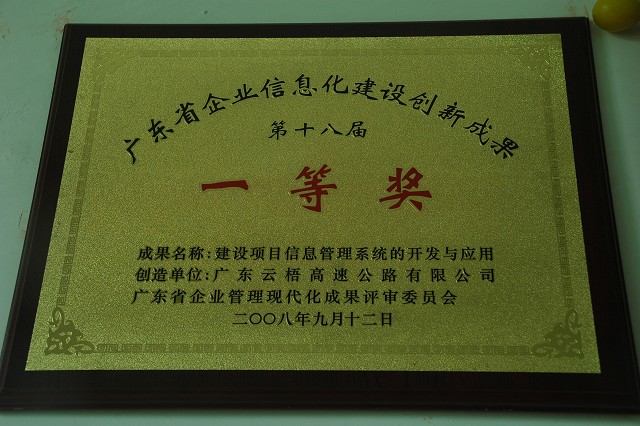 广东省企业信息化建设创新成果
第十八届
一等奖
成果名称:建设项目信息管理系统的开发与应用
创造单位:广东云梧高速公路有限公司
广东省企业管理现代化成果评审委员会
二〇〇八年九月十二日